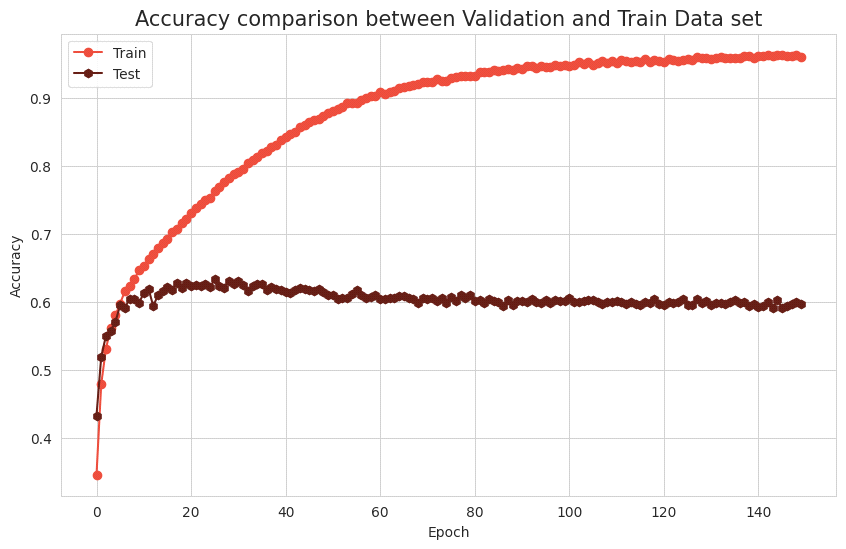 Accuracy comparison between Validation and Train Data set
Train
Test
0.9
0.8
0.7
0.6
0.5
0.4
Accuracy
0 20 40 60 80 100 120 140
Epoch